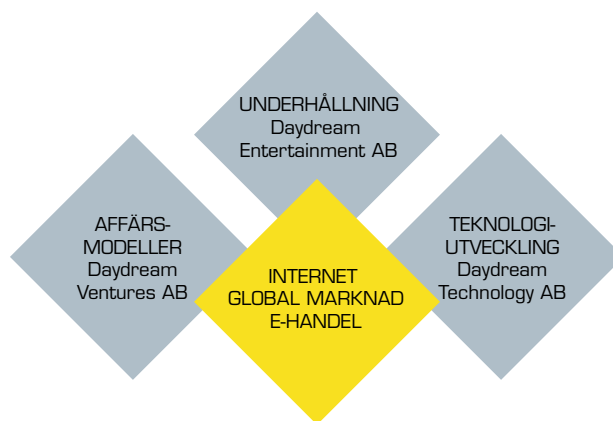 UNDERHÅLLNING
Daydream
Entertainment AB
AFFÄRS-
MODELLER
Daydream
Ventures AB
INTERNET
GLOBAL MARKNAD
E-HANDEL
TEKNOLOGI-
UTVECKLING
Daydream
Technology AB